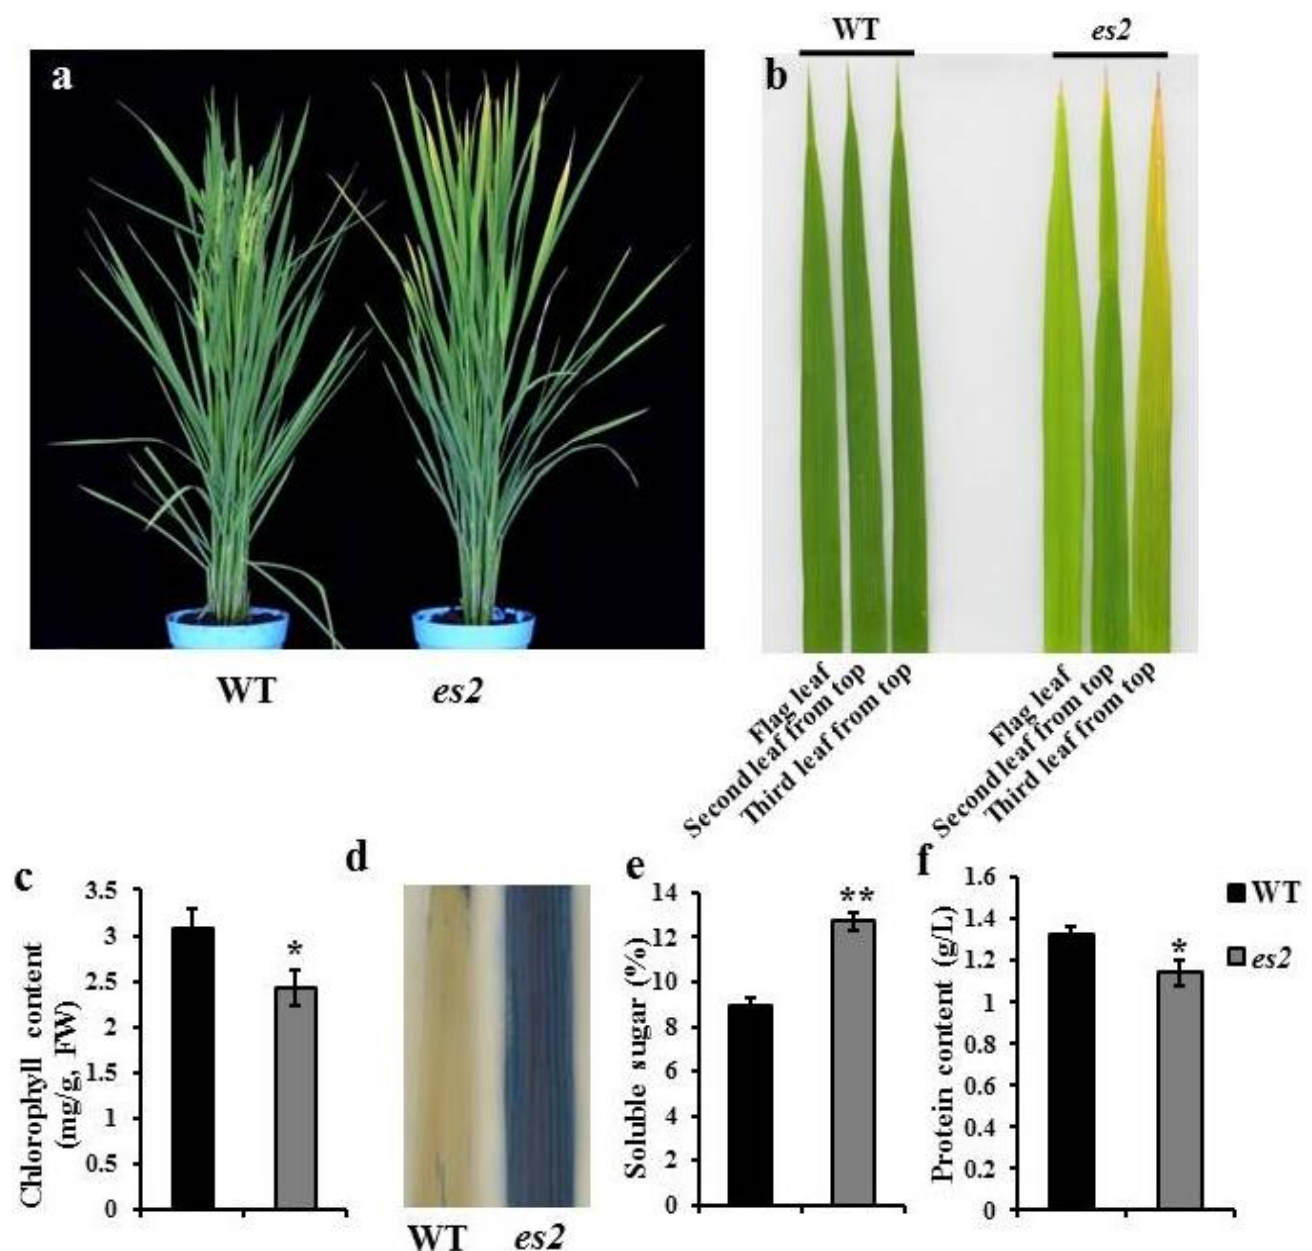 WT
es2
a
b
WT
es2
Flag leaf
Second leaf from top
Third leaf from top
Flag leaf
Second leaf from top
Third leaf from top
c
Chlorophyll content
(mg/g, FW)
3.5
3
2.5
2
1.5
1
0.5
0
*
d
WT
es2
e
Soluble sugar (%)
14
12
10
8
6
4
2
0
**
f
Protein content (g/L)
1.6
1.4
1.2
1
0.8
0.6
0.4
0.2
0
*
WT
es2